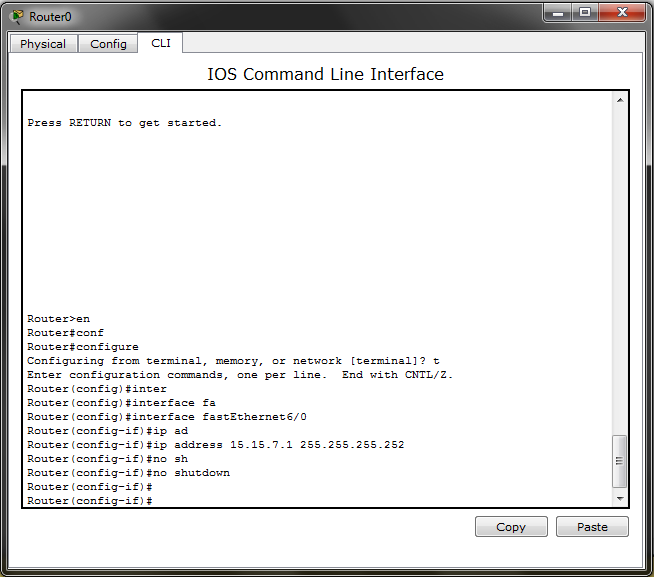 Router0
Physical Config CLI
IOS Command Line Interface
Press RETURN to get started.
Router>en
Router#conf
Router#configure
Configuring from terminal, memory, or network [terminal]? t
Enter configuration commands, one per line.  End with CNTL/Z.
Router(config)#inter
Router(config)#interface fa
Router(config)#interface fastEthernet6/0
Router(config-if)#ip ad
Router(config-if)#ip address 15.15.7.1 255.255.255.252
Router(config-if)#no sh
Router(config-if)#no shutdown
Router(config-if)#
Router(config-if)#
Copy Paste